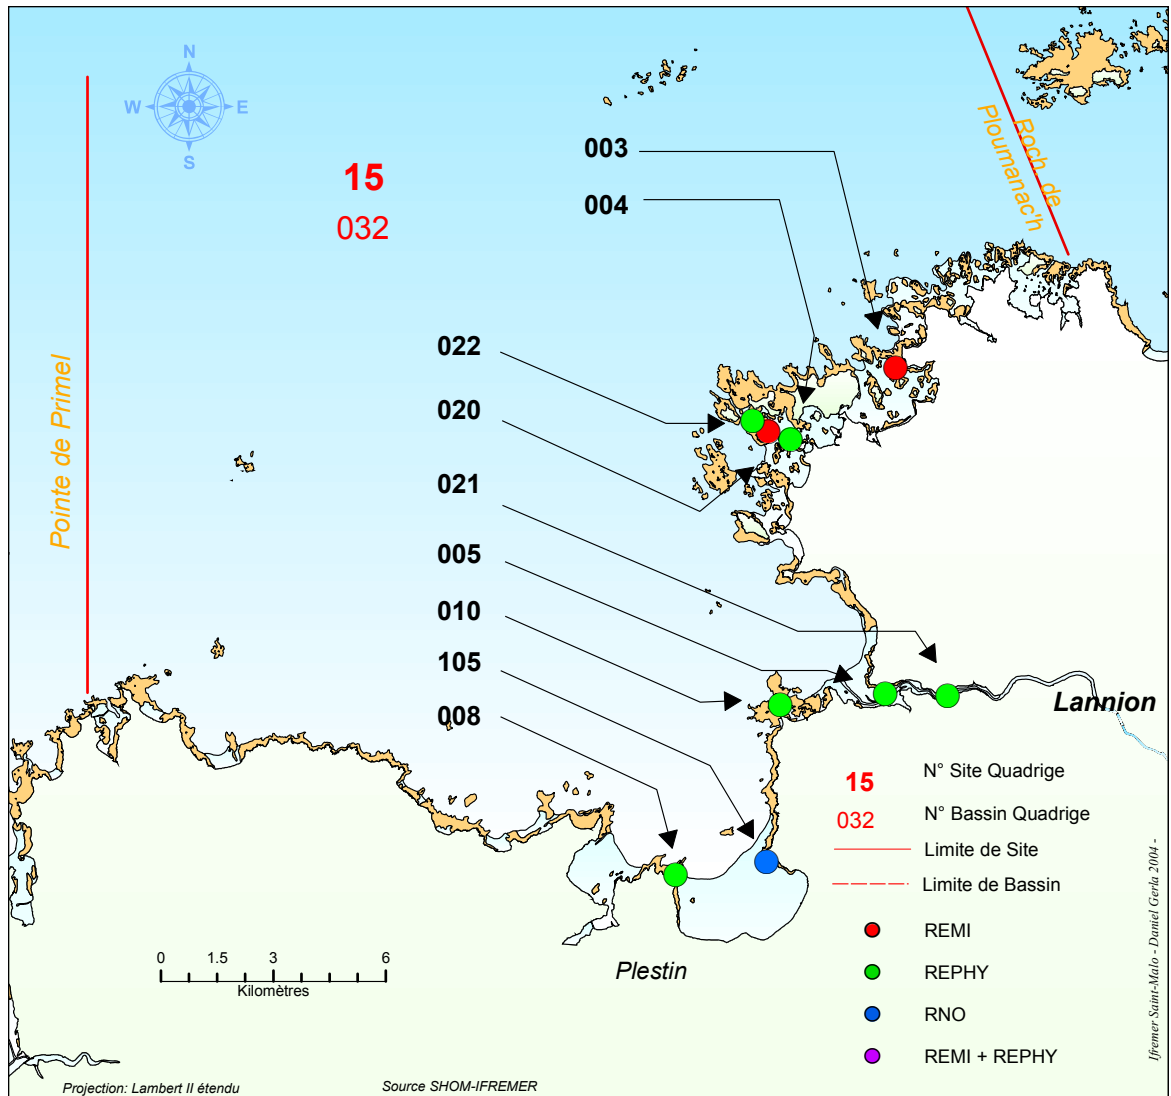 N
W
E
S
15
032
003
004
022
020
021
005
010
105
008
Pointe de Primel
Roch. de
Ploumanac'h
Lannion
Plestin
15
N° Site Quadrige
032
N° Bassin Quadrige
Limite de Site
Limite de Bassin
REMI
REPHY
RNO
REMI + REPHY
0 1.5 3 6
Kilomètres
Projection: Lambert II étendu
Source SHOM-IFREMER
Ifremer Saint-Malo - Daniel Gerla 2004 -